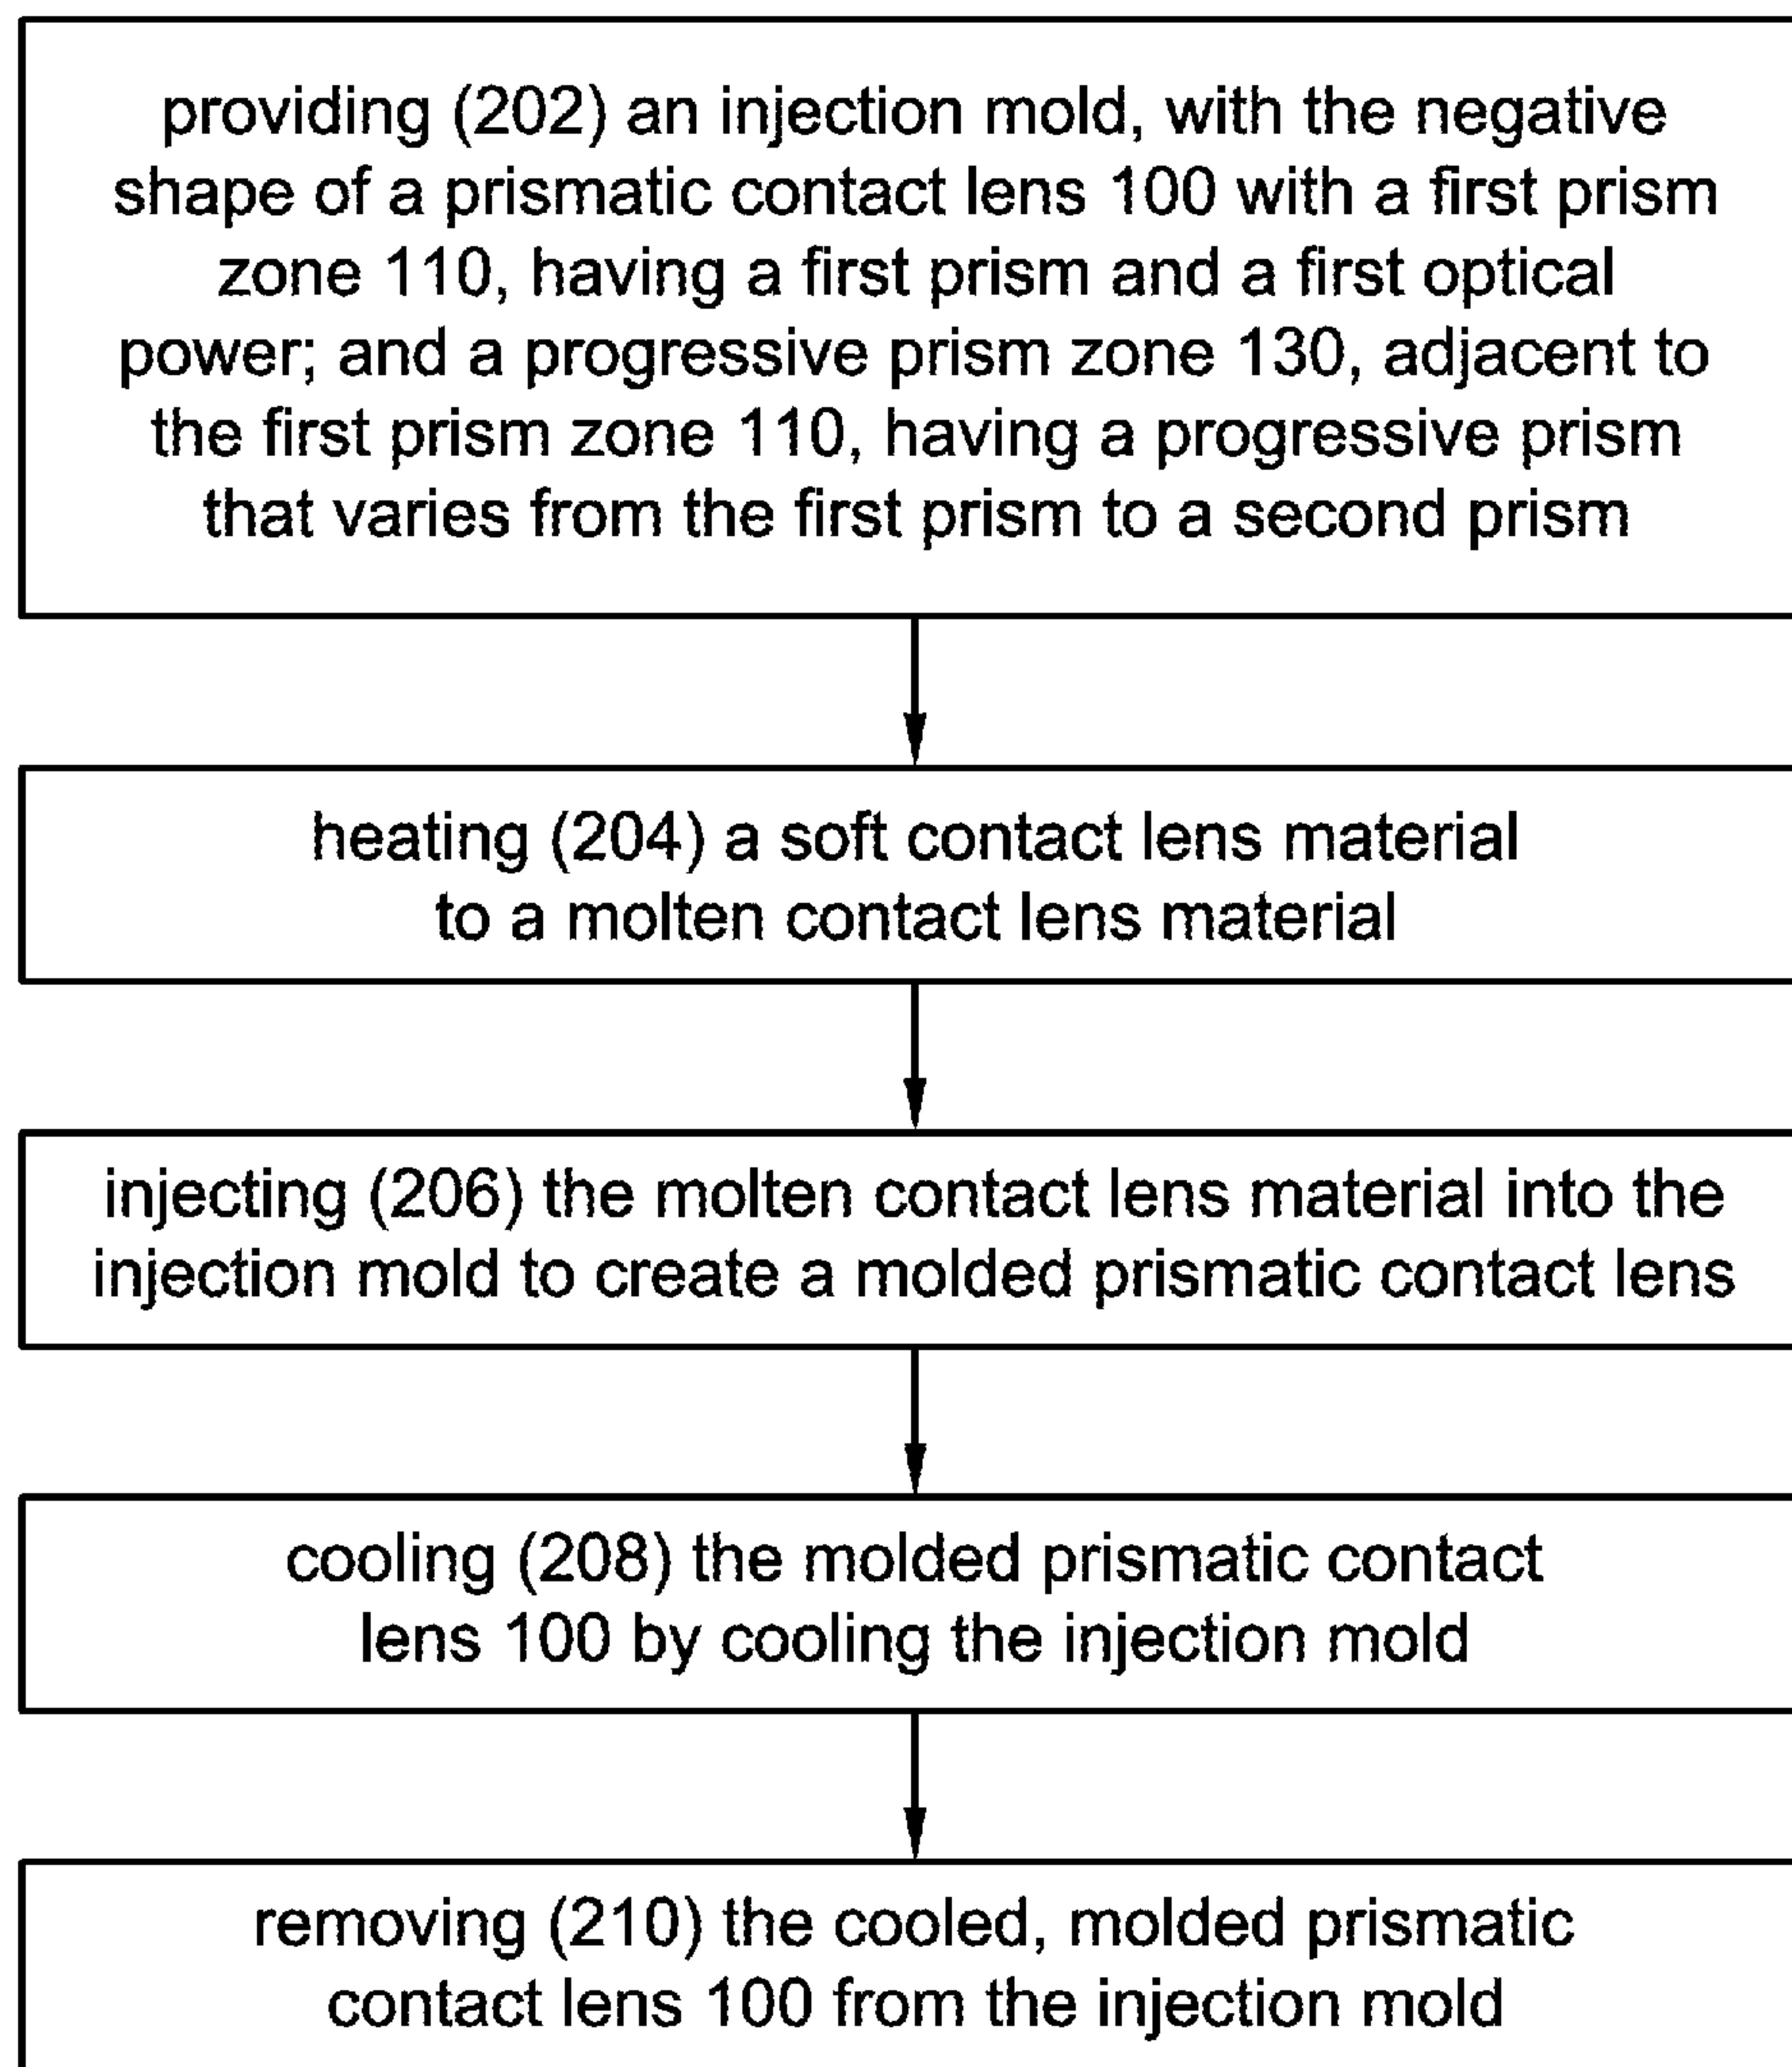 providing (202) an injection mold, with the negative
shape of a prismatic contact lens 100 with a first prism
zone 110, having a first prism and a first optical
power; and a progressive prism zone 130, adjacent to
the first prism zone 110, having a progressive prism
that varies from the first prism to a second prism
heating (204) a soft contact lens material
to a molten contact lens material
injecting (206) the molten contact lens material into the
injection mold to create a molded prismatic contact lens
cooling (208) the molded prismatic contact
lens 100 by cooling the injection mold
removing (210) the cooled, molded prismatic
contact lens 100 from the injection mold